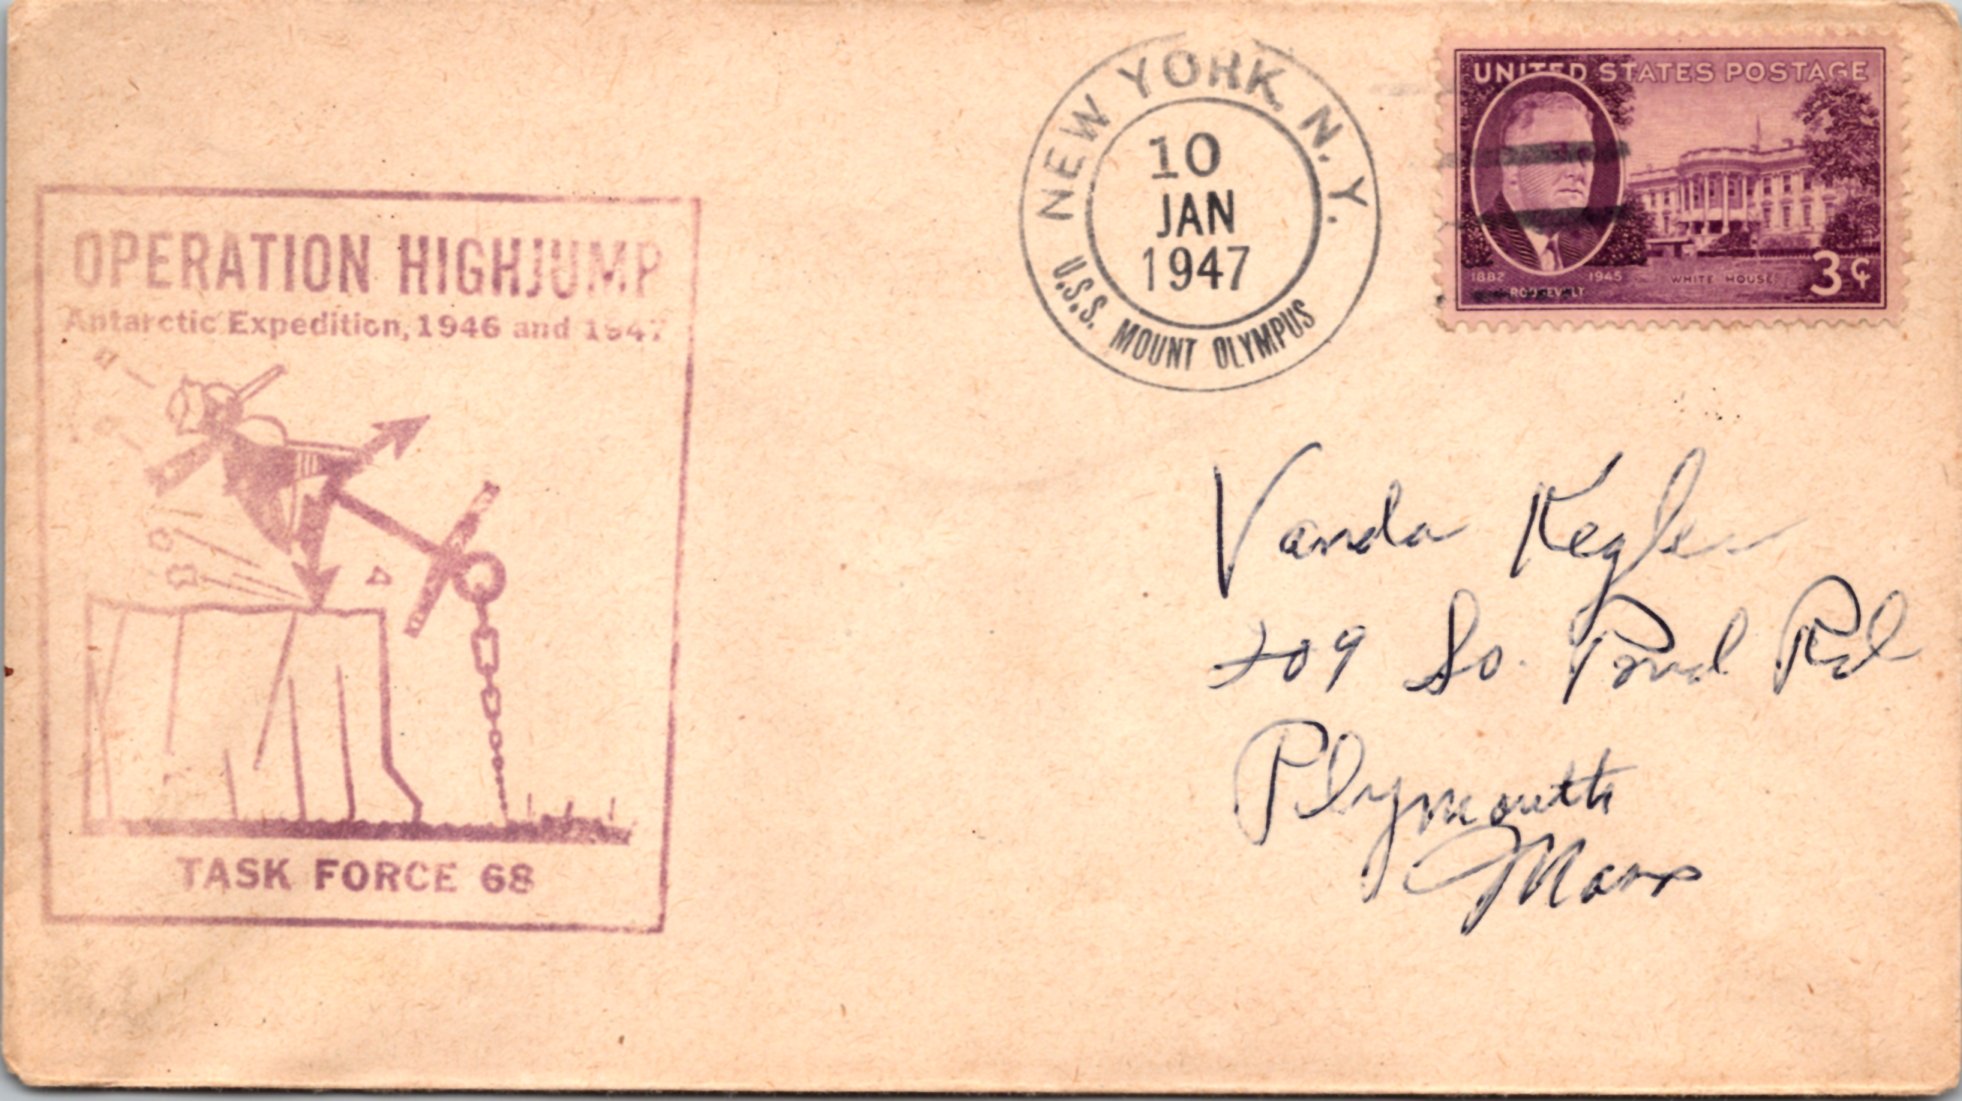 OPERATION HIGHJUMP
Antarctic Expedition, 1946 and 1947
TASK FORCE 68
NEW YORK, N.Y.
10
JAN
1947
U.S.S. MOUNT OLYMPUS
UNITED STATES POSTAGE
1882 1945
ROOSEVELT
WHITE HOUSE
3¢
Vanda Kegler
209 So. Pond Rd
Plymouth
Mass